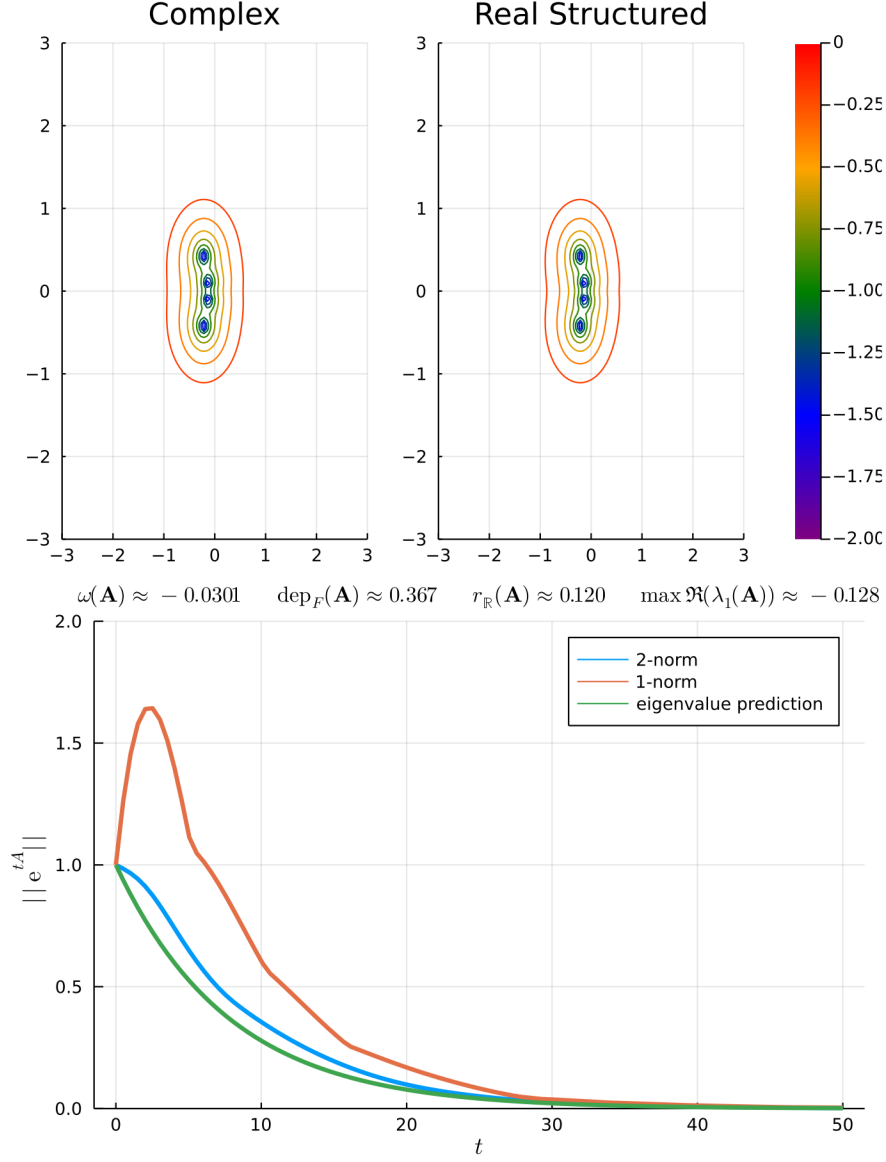 Complex
Real Structured
3
2
1
0
−1
−2
−3
−3 −2 −1 0 1 2 3
3
2
1
0
−1
−2
−3
−3 −2 −1 0 1 2 3
0
−0.25
−0.50
−0.75
−1.00
−1.25
−1.50
−1.75
−2.00
ω(A) ≈ − 0.0301 dep_F(A) ≈ 0.367 r_ℝ(A) ≈ 0.120 max ℜ(λ₁(A)) ≈ − 0.128
2.0
1.5
1.0
0.5
0.0
||e^{tA}||
2-norm
1-norm
eigenvalue prediction
0 10 20 30 40 50
t